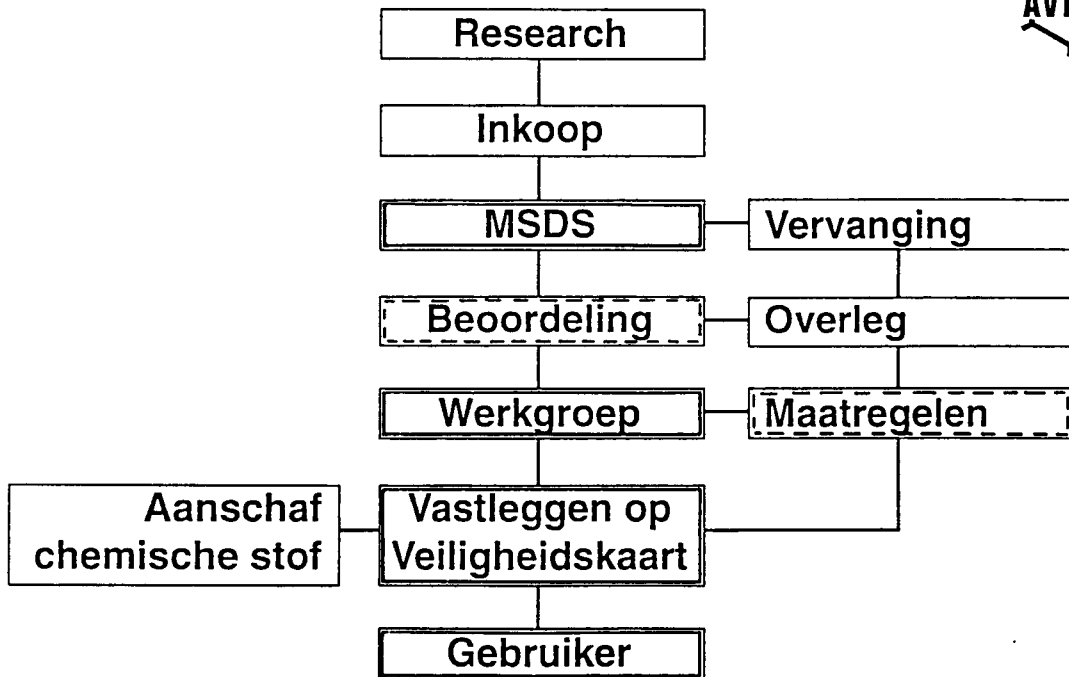 Research
Inkoop
MSDS
Vervanging
Beoordeling
Overleg
Werkgroep
Maatregelen
Aanschaf
chemische stof
Vastleggen op
Veiligheidskaart
Gebruiker